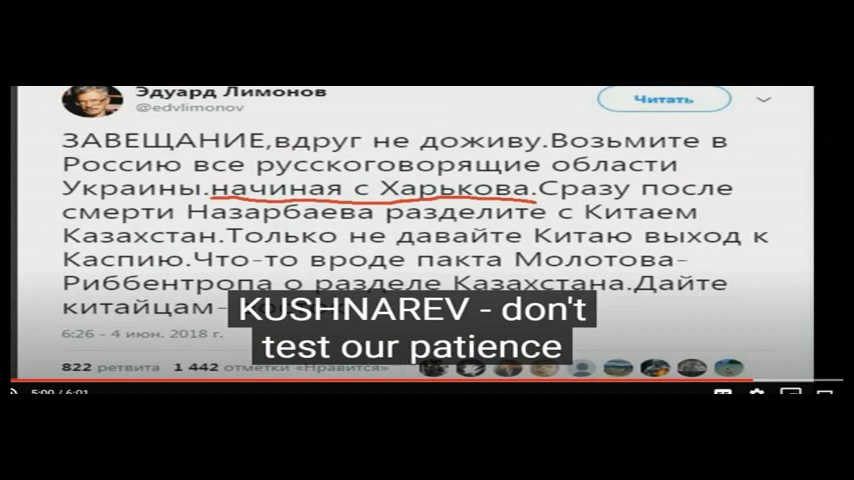 Эдуард Лимонов
@edvlimonov
Читать
ЗАВЕЩАНИЕ,вдруг не доживу.Возьмите в
Россию все русскоговорящие области
Украины.начиная с Харькова.Сразу после
смерти Назарбаева разделите с Китаем
Казахстан.Только не давайте Китаю выход к
Каспию.Что-то вроде пакта Молотова-
Риббентропа о разделе Казахстана.Дайте
китайцам-
KUSHNAREV - don't
test our patience
6:26 - 4 июн. 2018 г.
822 ретвита 1 442 отметки «Нравится»
5:00 / 6:01